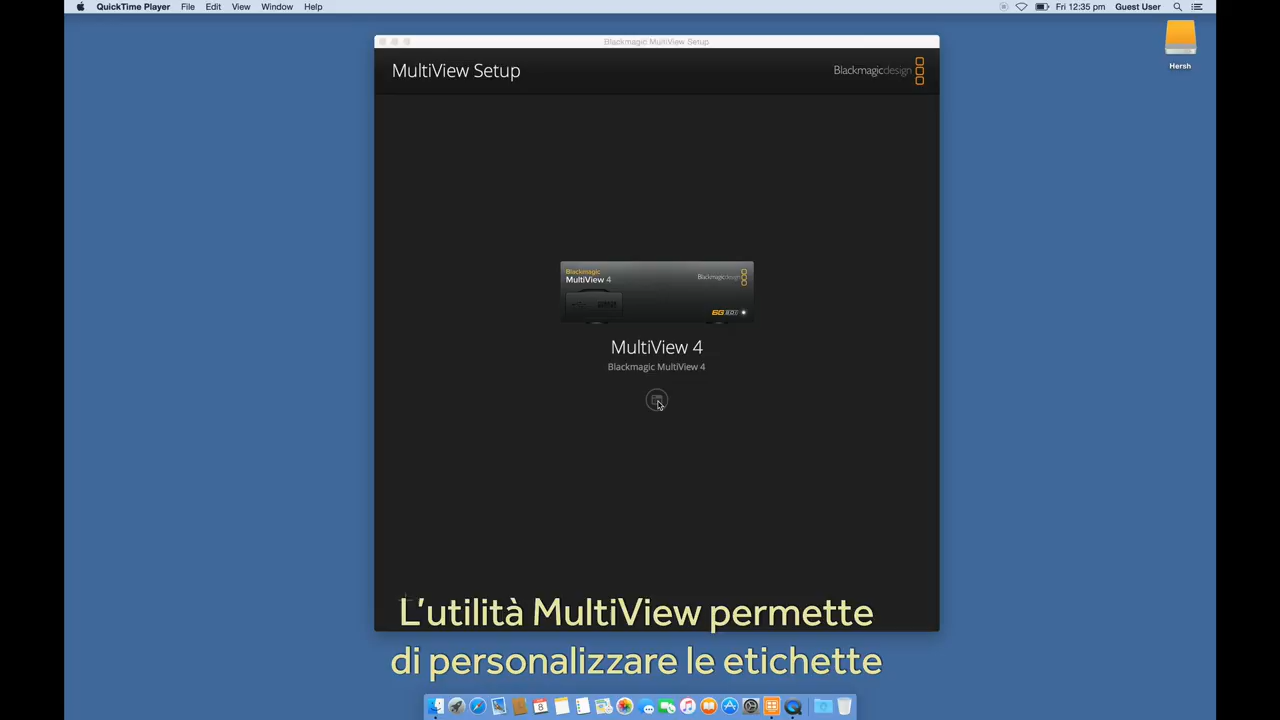 QuickTime Player File Edit View Window Help Fri 12:35 pm Guest User
Blackmagic MultiView Setup
MultiView Setup
Blackmagicdesign
Hersh
Blackmagic
MultiView 4
Blackmagicdesign
6G
MultiView 4
Blackmagic MultiView 4
L’utilità MultiView permette
di personalizzare le etichette